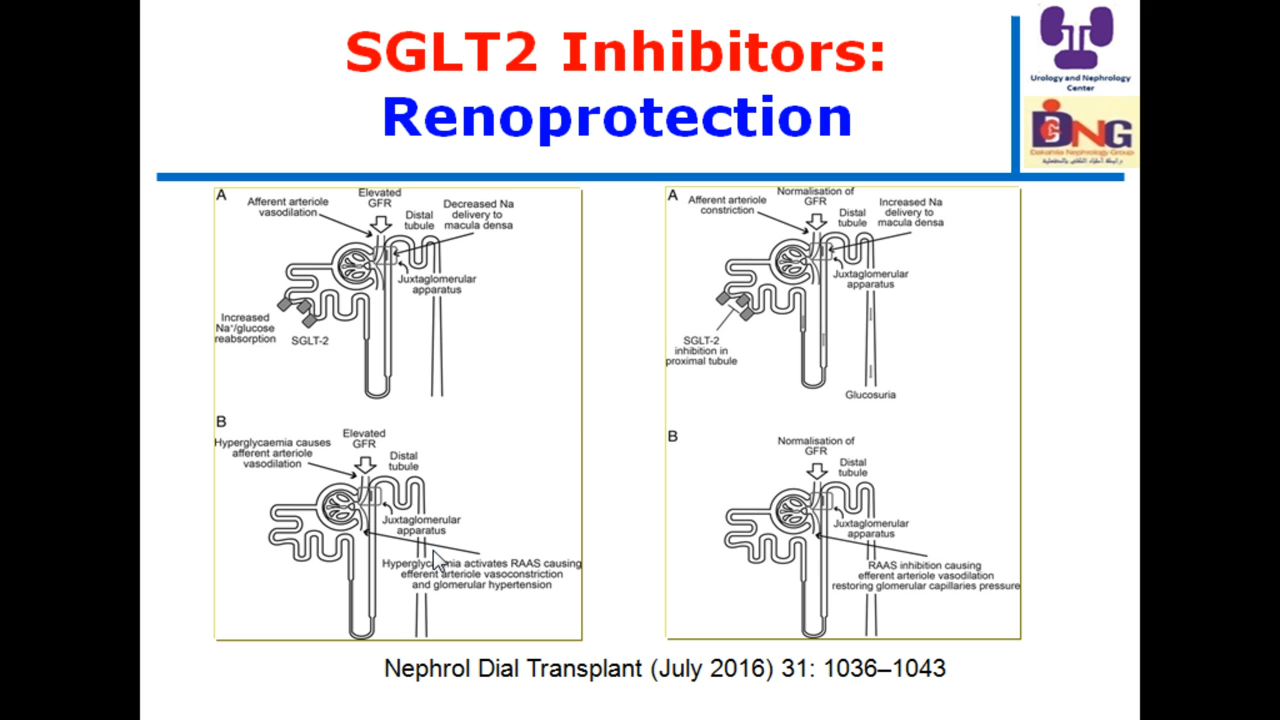 SGLT2 Inhibitors:
Renoprotection
Urology and Nephrology
Center
DNG
Dakahlia Nephrology Group
A
Afferent arteriole
vasodilation
Elevated
GFR
Distal
tubule
Decreased Na
delivery to
macula densa
Juxtaglomerular
apparatus
Increased
Na⁺/glucose
reabsorption
SGLT-2
B
Hyperglycaemia causes
afferent arteriole
vasodilation
Elevated
GFR
Distal
tubule
Juxtaglomerular
apparatus
Hyperglycaemia activates RAAS causing
efferent arteriole vasoconstriction
and glomerular hypertension
A
Afferent arteriole
constriction
Normalisation of
GFR
Distal
tubule
Increased Na
delivery to
macula densa
Juxtaglomerular
apparatus
SGLT-2
inhibition in
proximal tubule
Glucosuria
B
Normalisation of
GFR
Distal
tubule
Juxtaglomerular
apparatus
RAAS inhibition causing
efferent arteriole vasodilation
restoring glomerular capillaries pressure
Nephrol Dial Transplant (July 2016) 31: 1036–1043